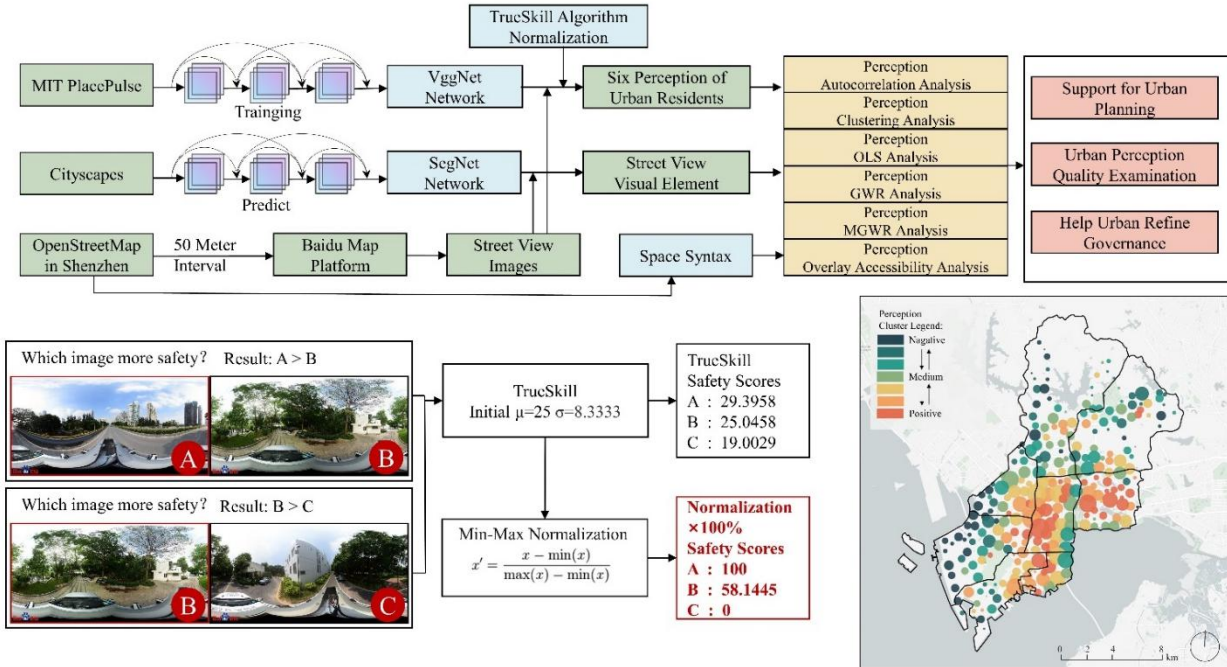 TrueSkill Algorithm
Normalization
MIT PlacePulse
Trainging
VggNet
Network
Six Perception of
Urban Residents
Cityscapes
Predict
SegNet
Network
Street View
Visual Element
OpenStreetMap
in Shenzhen
50 Meter
Interval
Baidu Map
Platform
Street View
Images
Space Syntax
Perception
Autocorrelation Analysis
Perception
Clustering Analysis
Perception
OLS Analysis
Perception
GWR Analysis
Perception
MGWR Analysis
Perception
Overlay Accessibility Analysis
Support for Urban
Planning
Urban Perception
Quality Examination
Help Urban Refine
Governance
Which image more safety? Result: A > B
A
B
Which image more safety? Result: B > C
B
C
TrueSkill
Initial μ=25 σ=8.3333
Min-Max Normalization
x′ = (x − min(x)) / (max(x) − min(x))
TrueSkill
Safety Scores
A : 29.3958
B : 25.0458
C : 19.0029
Normalization
×100%
Safety Scores
A : 100
B : 58.1445
C : 0
Perception
Cluster Legend:
Nagative
Medium
Positive
0 2 4 8
km